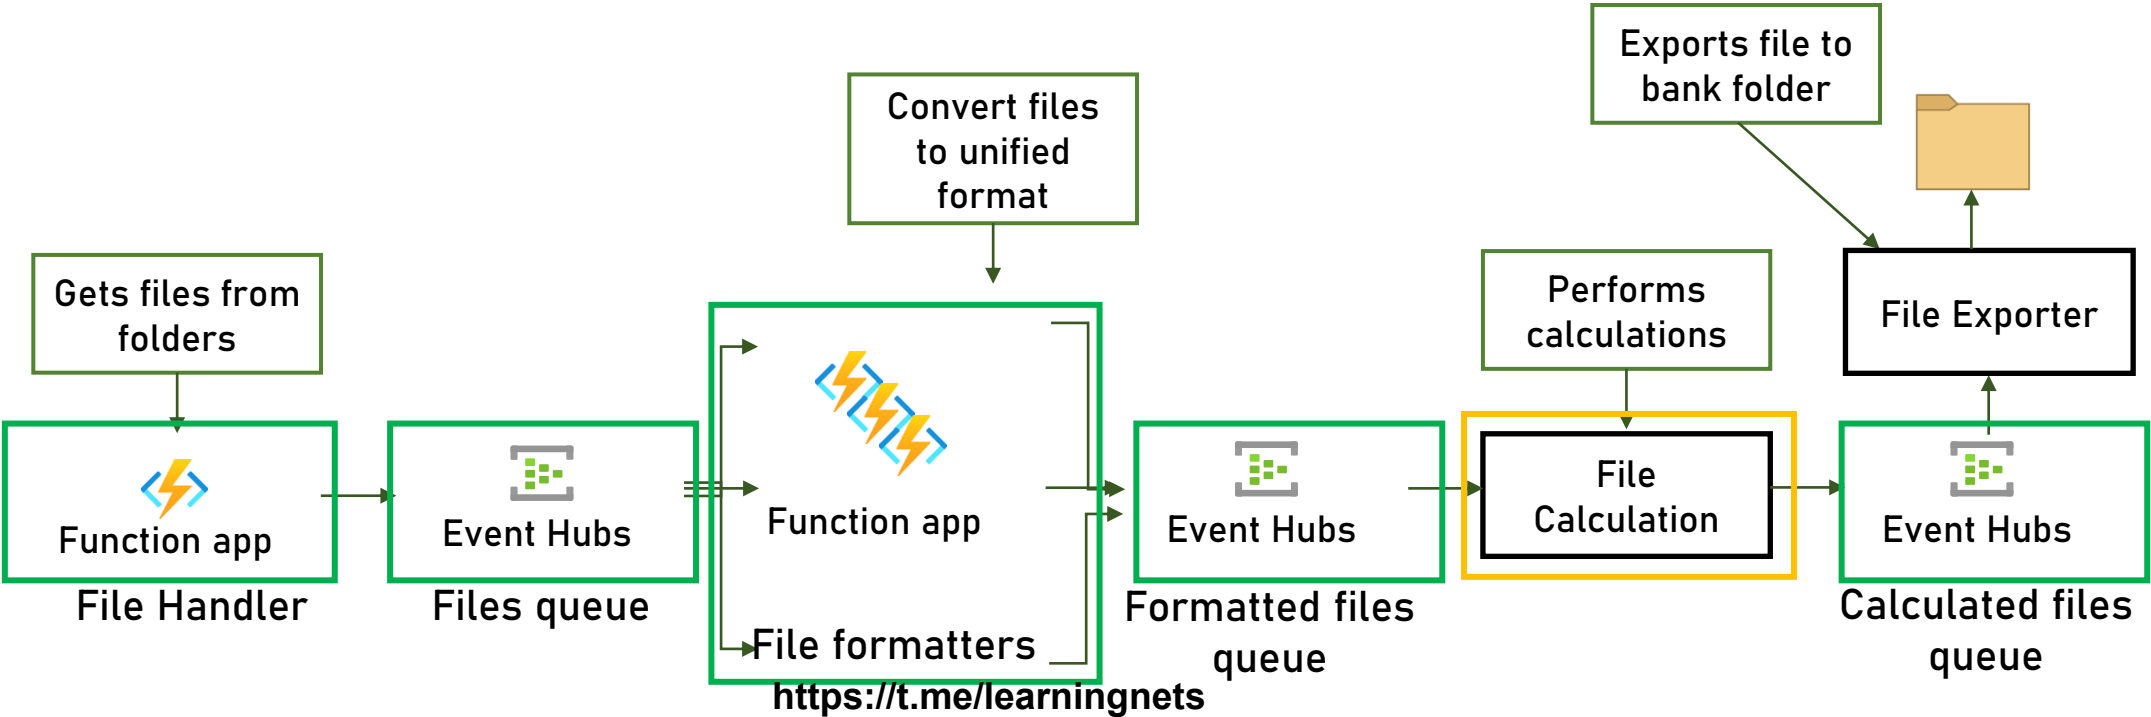 Exports file to
bank folder
Convert files
to unified
format
Gets files from
folders
Performs
calculations
File Exporter
Function app
File Handler
Event Hubs
Files queue
Function app
File formatters
Event Hubs
Formatted files
queue
File
Calculation
Event Hubs
Calculated files
queue
https://t.me/learningnets